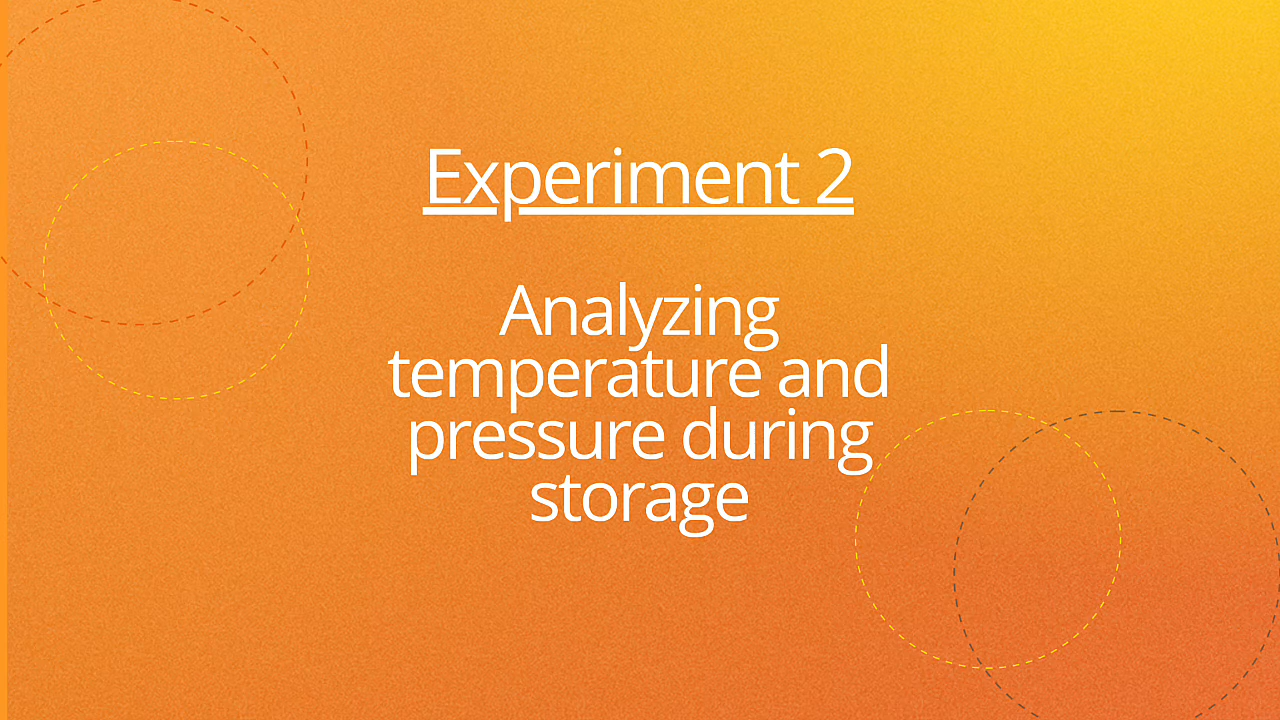 Experiment 2
Analyzing
temperature and
pressure during
storage